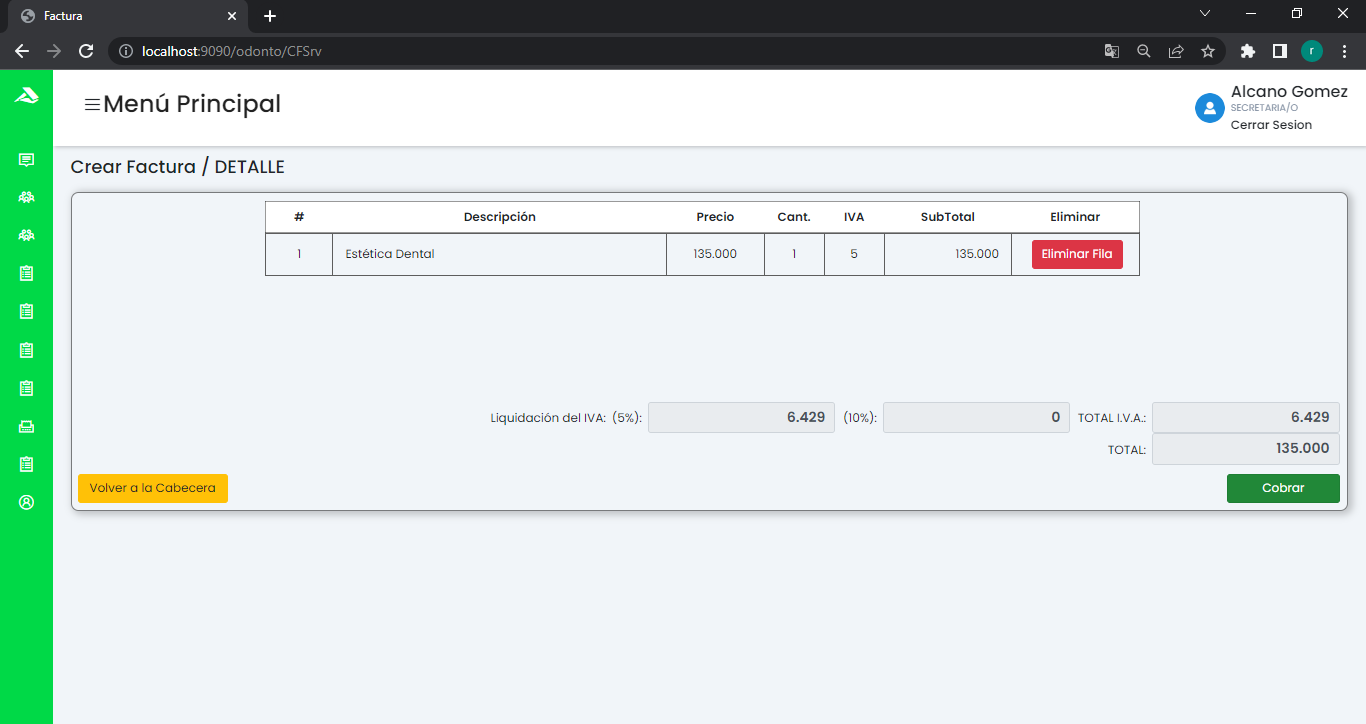 Factura
localhost:9090/odonto/CFSrv
r
Menú Principal
Alcano Gomez
SECRETARIA/O
Cerrar Sesion
Crear Factura / DETALLE
# Descripción Precio Cant. IVA SubTotal Eliminar
1 Estética Dental 135.000 1 5 135.000 Eliminar Fila
Liquidación del IVA: (5%): 6.429 (10%): 0 TOTAL I.V.A.: 6.429
TOTAL: 135.000
Volver a la Cabecera Cobrar